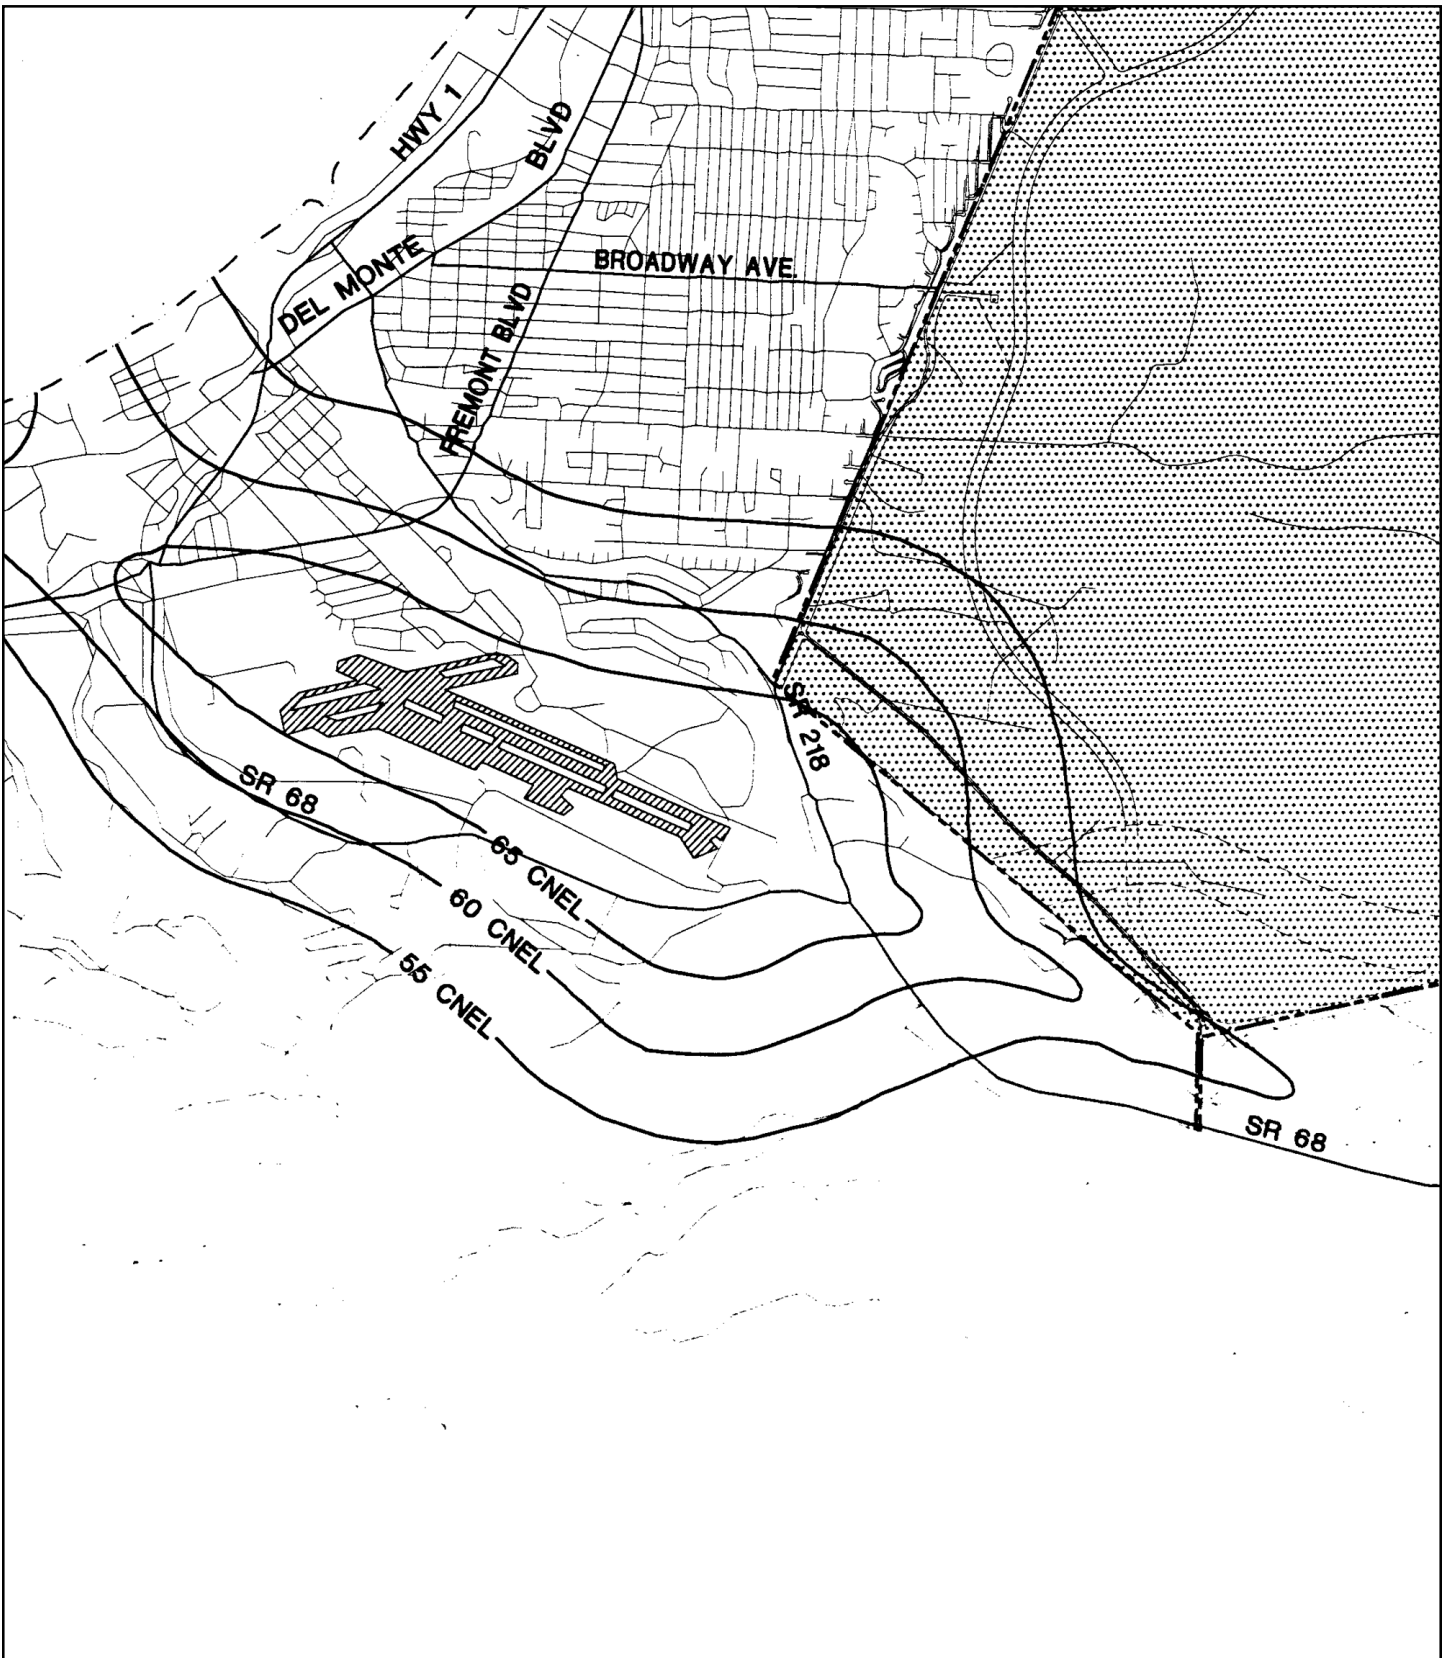 HWY 1
BLVD
DEL MONTE
BROADWAY AVE.
FREMONT BLVD
SR 218
SR 68
65 CNEL
60 CNEL
55 CNEL
SR 68